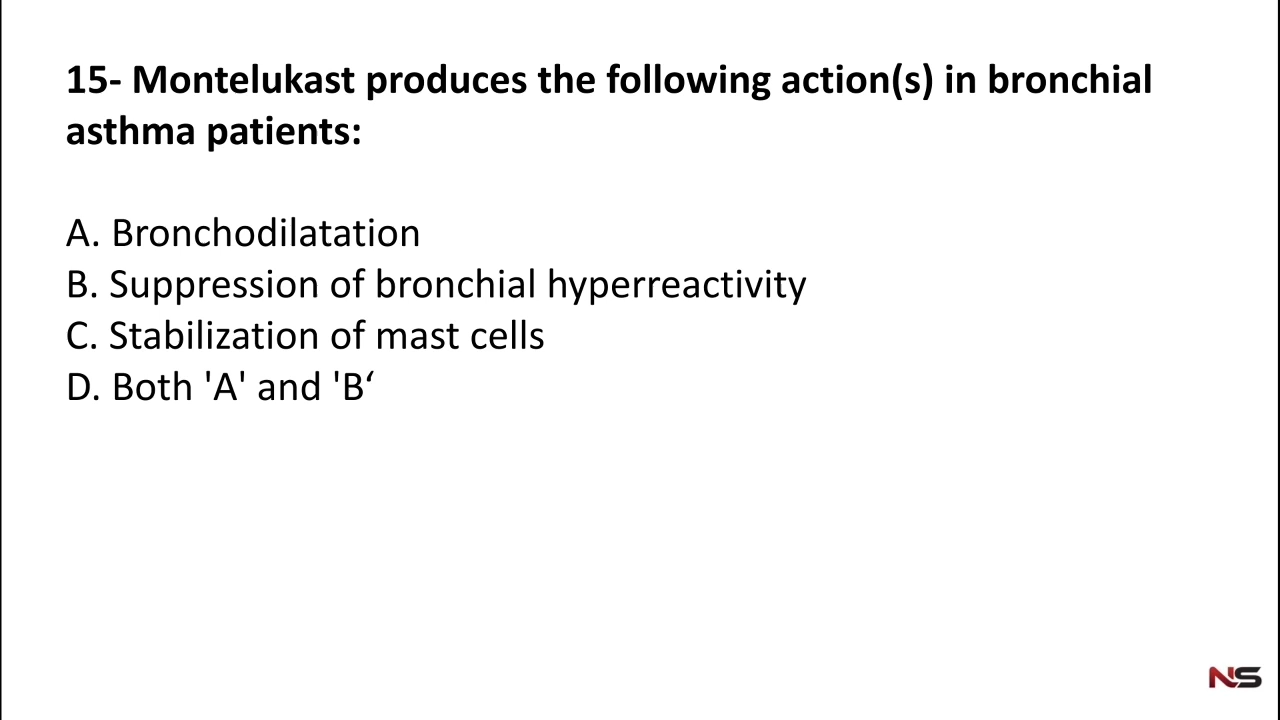 15- Montelukast produces the following action(s) in bronchial
asthma patients:
A. Bronchodilatation
B. Suppression of bronchial hyperreactivity
C. Stabilization of mast cells
D. Both 'A' and 'B‘
NS